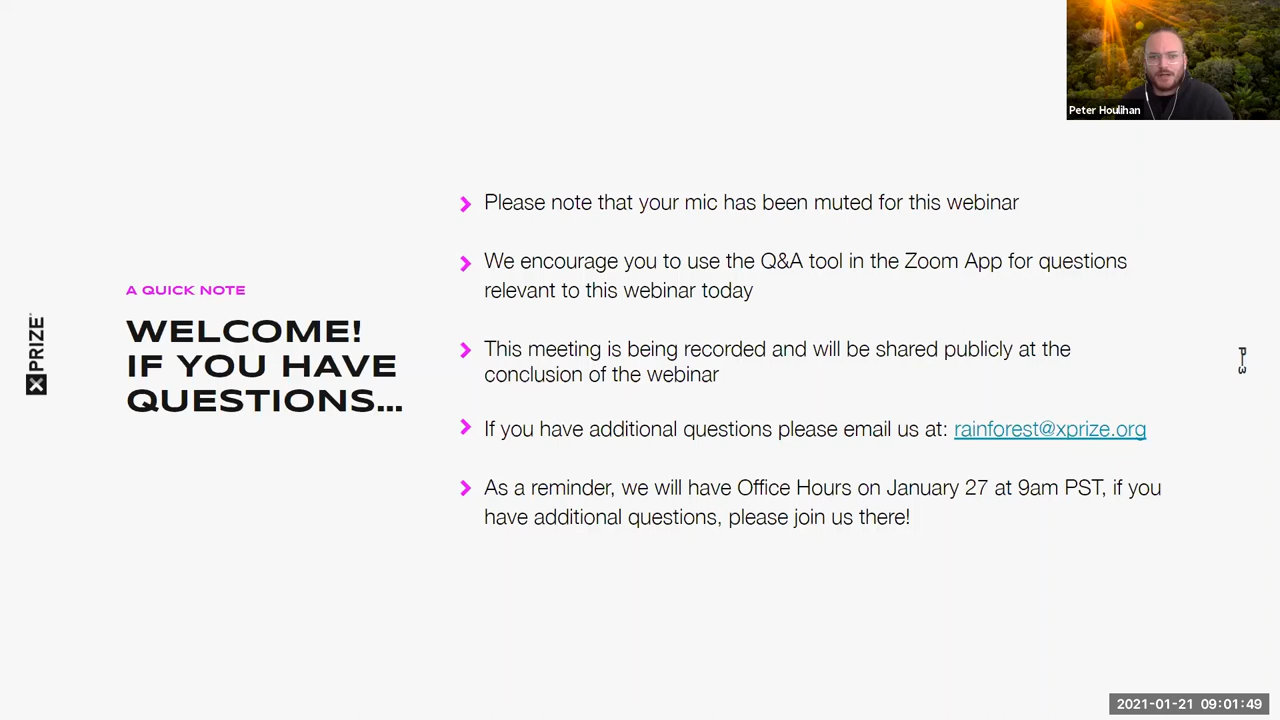 Peter Houlihan
Please note that your mic has been muted for this webinar
We encourage you to use the Q&A tool in the Zoom App for questions
relevant to this webinar today
A QUICK NOTE
WELCOME!
IF YOU HAVE
QUESTIONS...
XPRIZE
This meeting is being recorded and will be shared publicly at the
conclusion of the webinar
P—3
If you have additional questions please email us at: rainforest@xprize.org
As a reminder, we will have Office Hours on January 27 at 9am PST, if you
have additional questions, please join us there!
2021-01-21 09:01:49